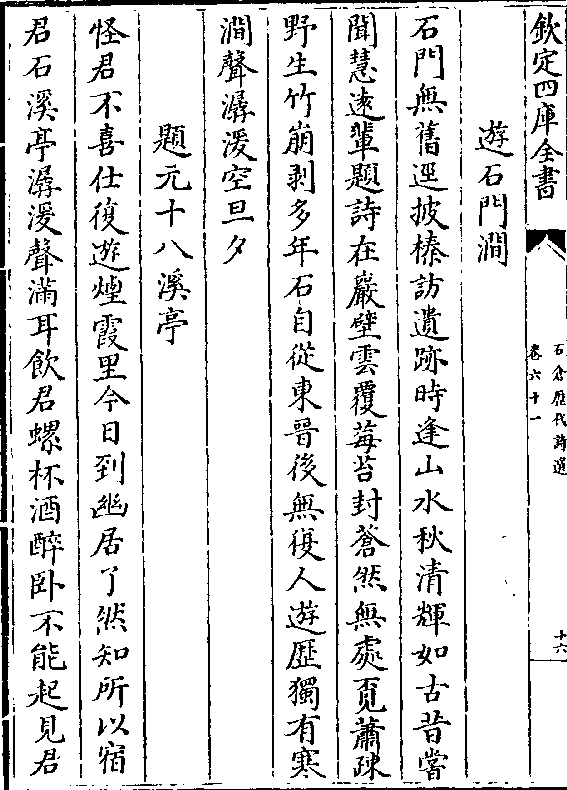 欽定四庫全書
石倉歴代詩選
卷六十一
十六
遊石門澗
石門無舊逕披榛訪遺跡時逢山水秋清輝如古昔嘗
聞慧逺輩題詩在巖壁雲覆莓苔封蒼然無處覓蕭疎
野生竹崩剥多年石自從東晉後無復人遊歴獨有寒
澗聲潺湲空旦夕
題元十八溪亭
怪君不喜仕復遊煙霞里今日到幽居了然知所以宿
君石溪亭潺湲聲滿耳飲君螺杯酒醉卧不能起見君